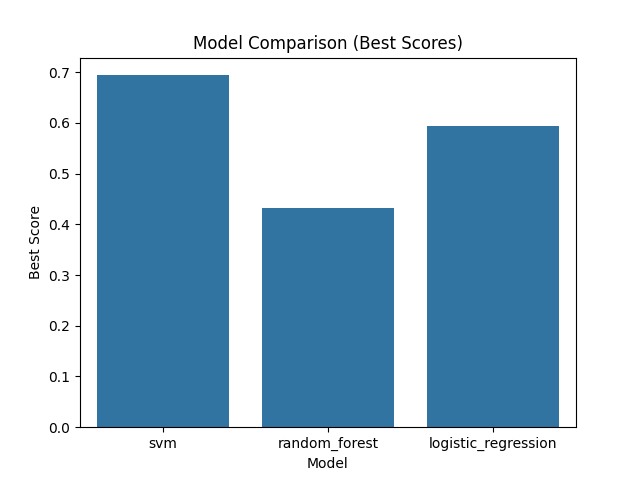 Model Comparison (Best Scores)
Best Score
0.7
0.6
0.5
0.4
0.3
0.2
0.1
0.0
svm
random_forest
logistic_regression
Model